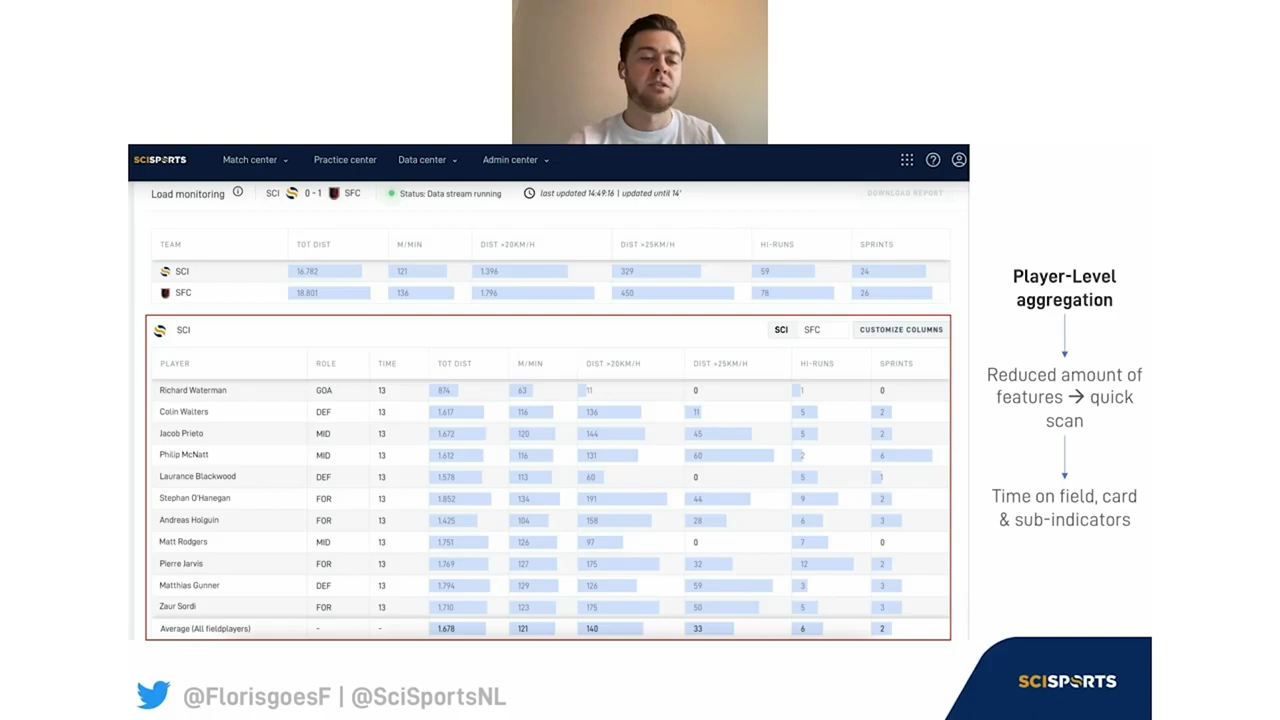 SCISPORTS Match center Practice center Data center Admin center
Load monitoring SCI 0 - 1 SFC Status: Data stream running last updated 14:49:16 | updated until 14' DOWNLOAD REPORT
TEAM TOT DIST M/MIN DIST >20KM/H DIST >25KM/H HI-RUNS SPRINTS
SCI 16.782 121 1.396 329 59 24
SFC 18.801 136 1.796 450 78 26
SCI SCI SFC CUSTOMIZE COLUMNS
PLAYER ROLE TIME TOT DIST M/MIN DIST >20KM/H DIST >25KM/H HI-RUNS SPRINTS
Richard Waterman GOA 13 874 63 11 0 1 0
Colin Walters DEF 13 1.617 116 136 11 5 2
Jacob Prieto MID 13 1.672 120 144 45 5 2
Philip McNatt MID 13 1.612 116 131 60 2 6
Laurance Blackwood DEF 13 1.578 113 60 0 5 1
Stephan O'Hanegan FOR 13 1.852 134 191 44 9 2
Andreas Holguin FOR 13 1.425 104 158 28 6 3
Matt Rodgers MID 13 1.751 126 97 0 7 0
Pierre Jarvis FOR 13 1.769 127 175 32 12 2
Matthias Gunner DEF 13 1.794 129 126 59 3 3
Zaur Sordi FOR 13 1.710 123 175 50 5 3
Average (All fieldplayers) - - 1.678 121 140 33 6 2
Player-Level
aggregation
Reduced amount of
features → quick
scan
Time on field, card
& sub-indicators
@FlorisgoesF | @SciSportsNL
SCISPORTS